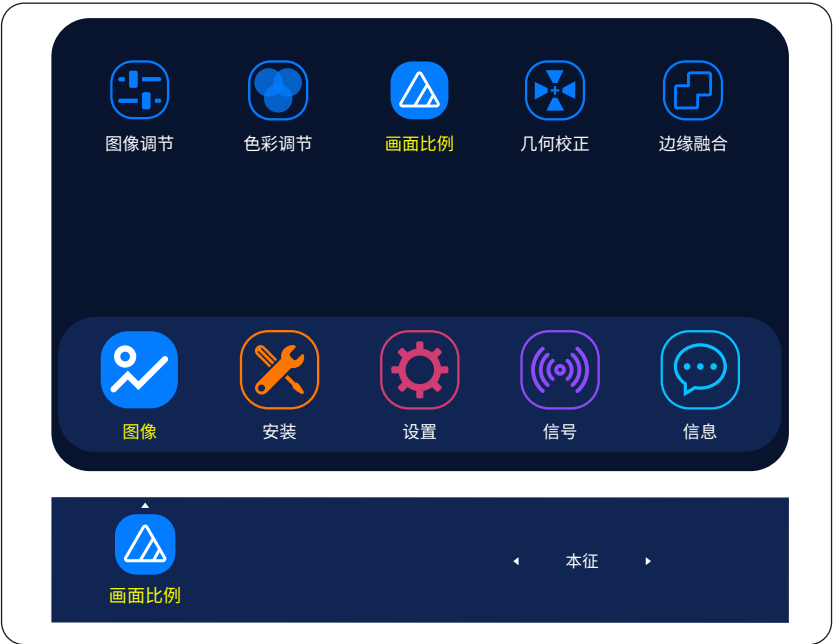 图像调节 色彩调节 画面比例 几何校正 边缘融合
图像 安装 设置 信号 信息
本征
画面比例